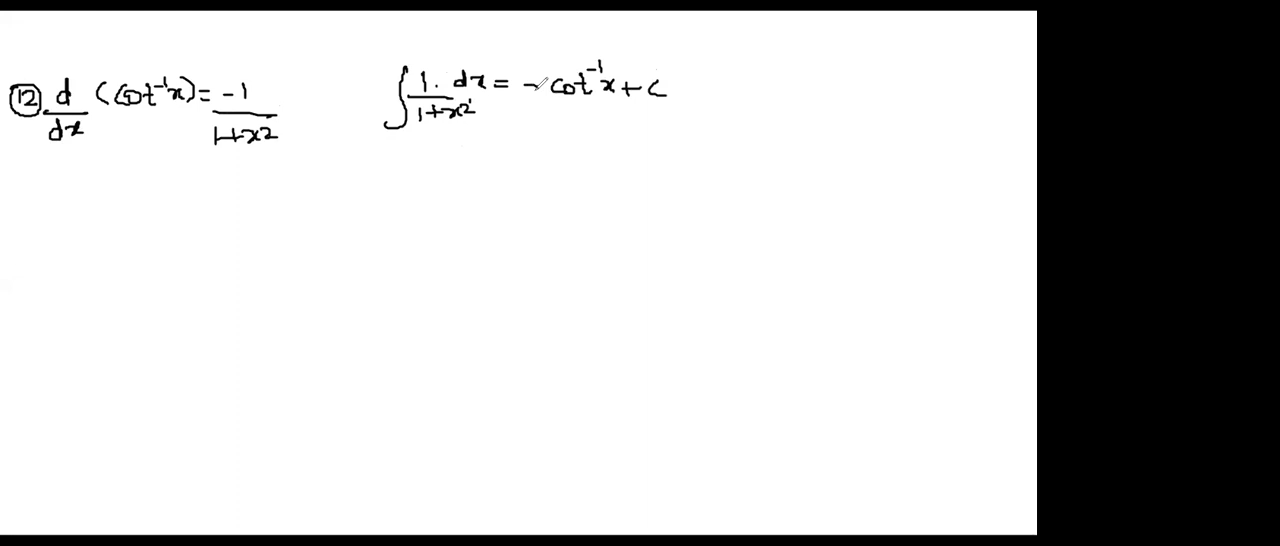 ⑫ d/dx (cot⁻¹x) = -1/1+x2
∫ 1/1+x² . dx = -cot⁻¹x + c